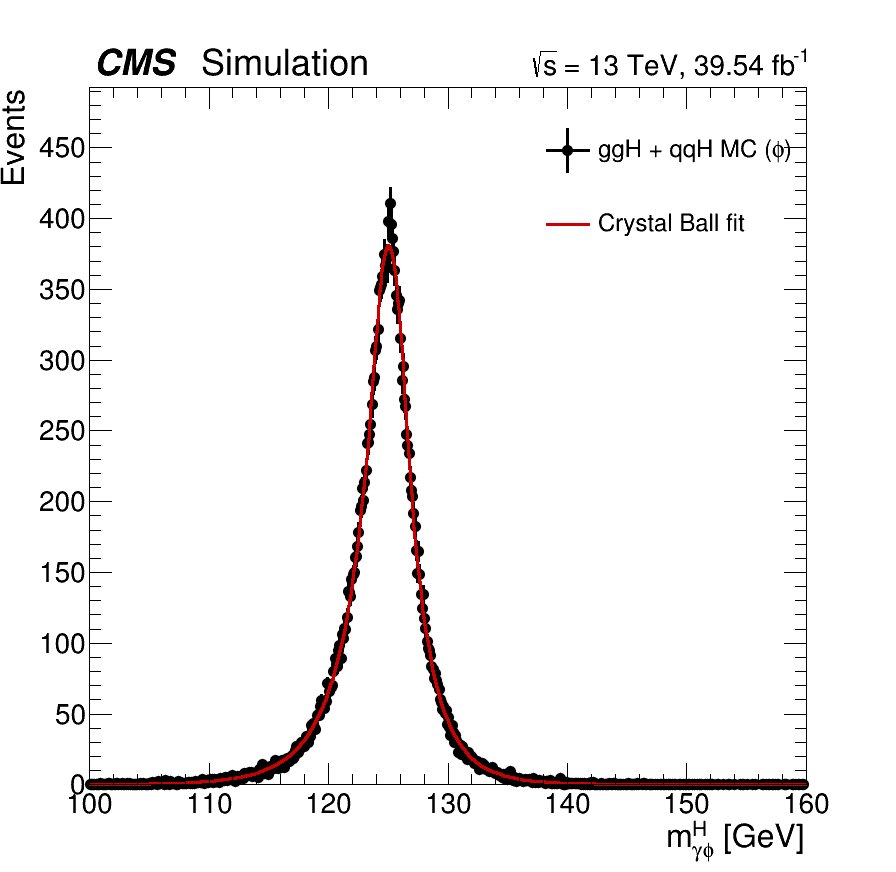 CMS Simulation √s = 13 TeV, 39.54 fb⁻¹
Events
ggH + qqH MC (ϕ)
Crystal Ball fit
450
400
350
300
250
200
150
100
50
0
100 110 120 130 140 150 160
m^H_γϕ [GeV]